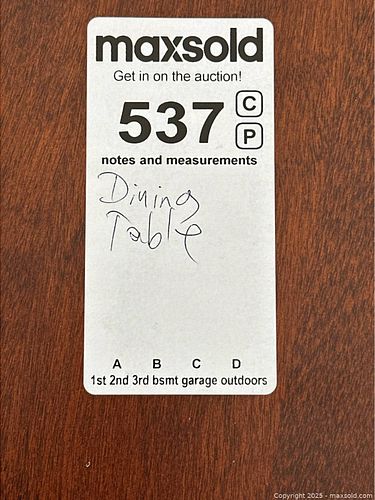 maxsold
Get in on the auction!
537 C
P
notes and measurements
Dining
Table
A B C D
1st 2nd 3rd bsmt garage outdoors
Copyright 2025 - maxsold.com